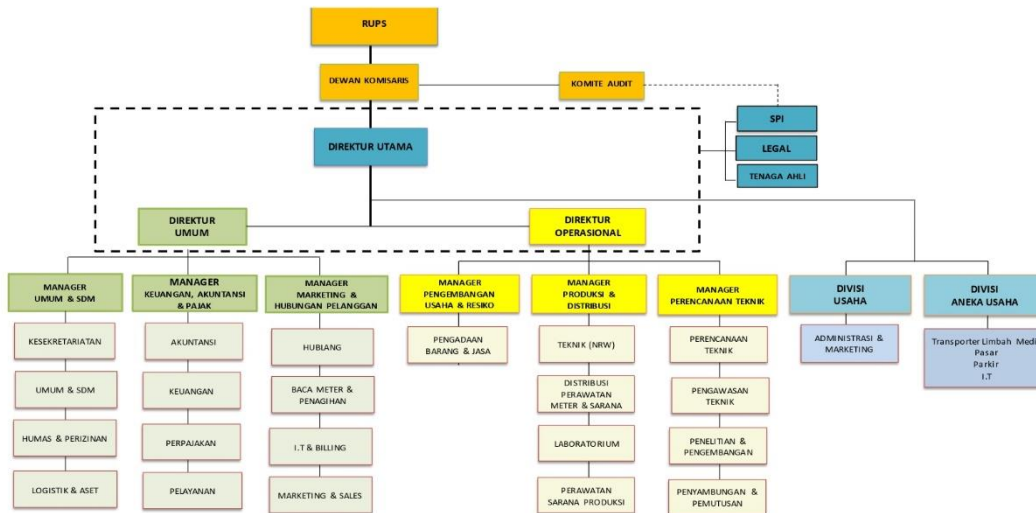 RUPS
DEWAN KOMISARIS
KOMITE AUDIT
SPI
DIREKTUR UTAMA
LEGAL
TENAGA AHLI
DIREKTUR
UMUM
DIREKTUR
OPERASIONAL
MANAGER
UMUM & SDM
MANAGER
KEUANGAN, AKUNTANSI
& PAJAK
MANAGER
MARKETING &
HUBUNGAN PELANGGAN
MANAGER
PENGEMBANGAN
USAHA & RESIKO
MANAGER
PRODUKSI &
DISTRIBUSI
MANAGER
PERENCANAAN TEKNIK
DIVISI
USAHA
DIVISI
ANEKA USAHA
KESEKRETARIATAN
UMUM & SDM
HUMAS & PERIZINAN
LOGISTIK & ASET
AKUNTANSI
KEUANGAN
PERPAJAKAN
PELAYANAN
HUBLANG
BACA METER &
PENAGIHAN
I.T & BILLING
MARKETING & SALES
PENGADAAN
BARANG & JASA
TEKNIK (NRW)
DISTRIBUSI
PERAWATAN
METER & SARANA
LABORATORIUM
PERAWATAN
SARANA PRODUKSI
PERENCANAAN
TEKNIK
PENGAWASAN
TEKNIK
PENELITIAN &
PENGEMBANGAN
PENYAMBUNGAN &
PEMUTUSAN
ADMINISTRASI &
MARKETING
Transporter Limbah Medi
Pasar
Parkir
I.T